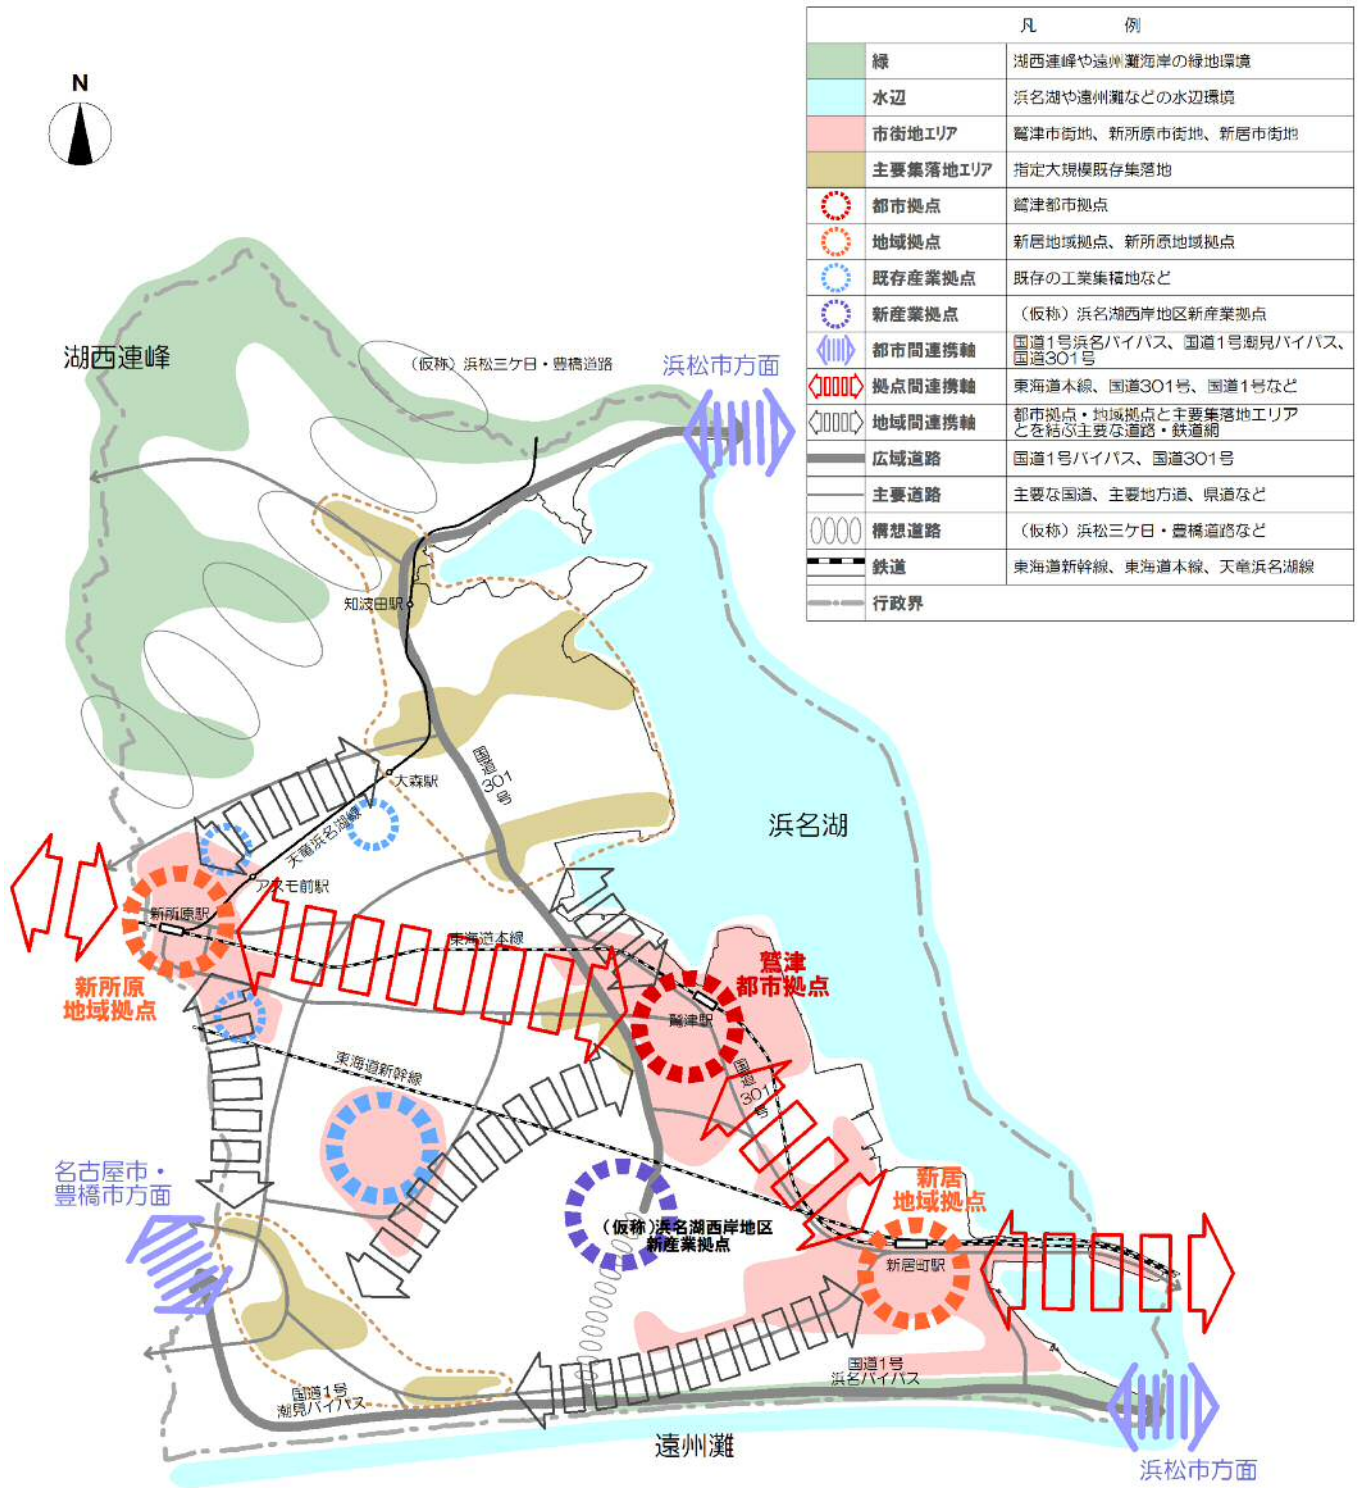 凡　例
緑　湖西連峰や遠州灘海岸の緑地環境
水辺　浜名湖や遠州灘などの水辺環境
市街地エリア　鷲津市街地、新所原市街地、新居市街地
主要集落地エリア　指定大規模既存集落地
都市拠点　鷲津都市拠点
地域拠点　新居地域拠点、新所原地域拠点
既存産業拠点　既存の工業集積地など
新産業拠点　（仮称）浜名湖西岸地区新産業拠点
都市間連携軸　国道1号浜名バイパス、国道1号潮見バイパス、
国道301号
拠点間連携軸　東海道本線、国道301号、国道1号など
地域間連携軸　都市拠点・地域拠点と主要集落地エリア
とを結ぶ主要な道路・鉄道網
広域道路　国道1号バイパス、国道301号
主要道路　主要な国道、主要地方道、県道など
構想道路　（仮称）浜松三ケ日・豊橋道路など
鉄道　東海道新幹線、東海道本線、天竜浜名湖線
行政界
N
湖西連峰
（仮称）浜松三ケ日・豊橋道路
浜松市方面
知波田駅
国道301号
大森駅
天竜浜名湖線
浜名湖
アスモ前駅
新所原駅
東海道本線
新所原
地域拠点
鷲津
都市拠点
鷲津駅
東海道新幹線
国道301号
名古屋市・
豊橋市方面
新居
地域拠点
（仮称）浜名湖西岸地区
新産業拠点
新居町駅
国道1号
浜名バイパス
国道1号
潮見バイパス
遠州灘
浜松市方面